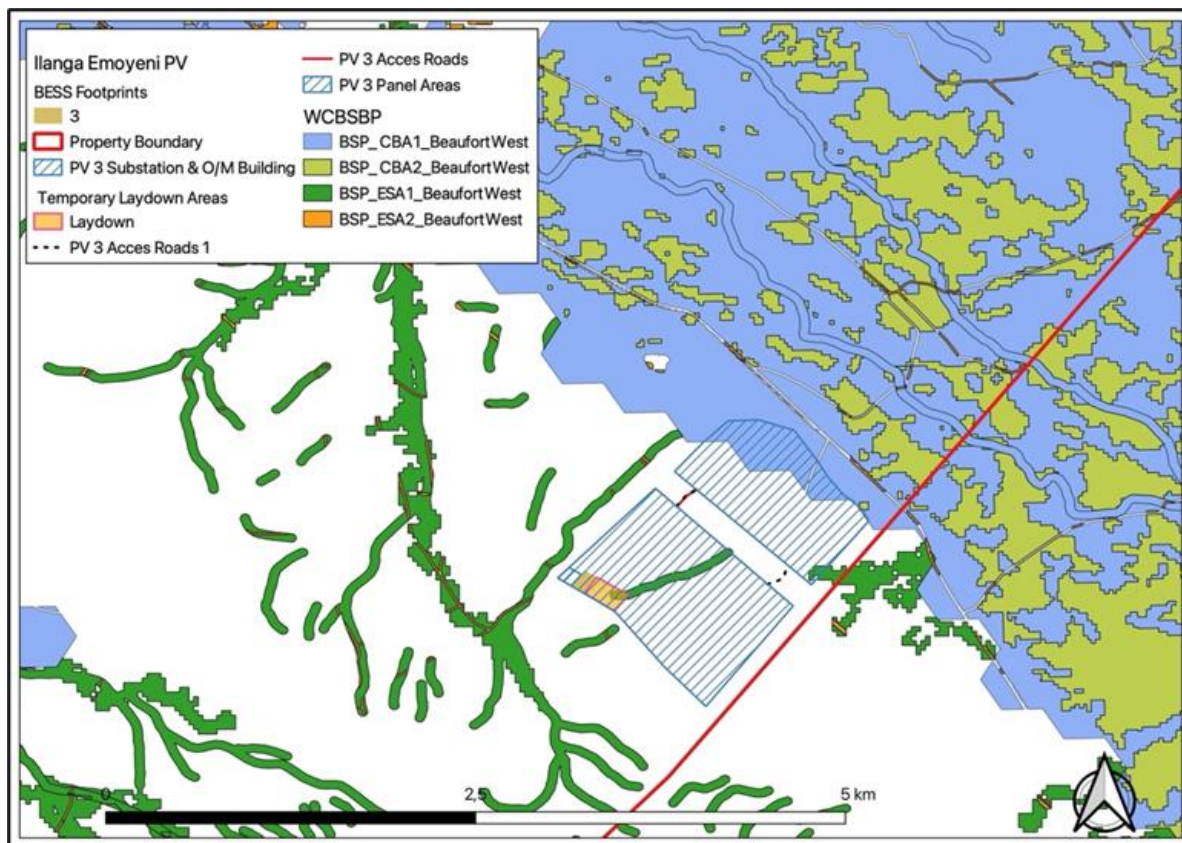 Ilanga Emoyeni PV
BESS Footprints
3
Property Boundary
PV 3 Substation & O/M Building
Temporary Laydown Areas
Laydown
PV 3 Acces Roads 1
PV 3 Acces Roads
PV 3 Panel Areas
WCBSBP
BSP_CBA1_BeaufortWest
BSP_CBA2_BeaufortWest
BSP_ESA1_BeaufortWest
BSP_ESA2_BeaufortWest
0
2,5
5 km